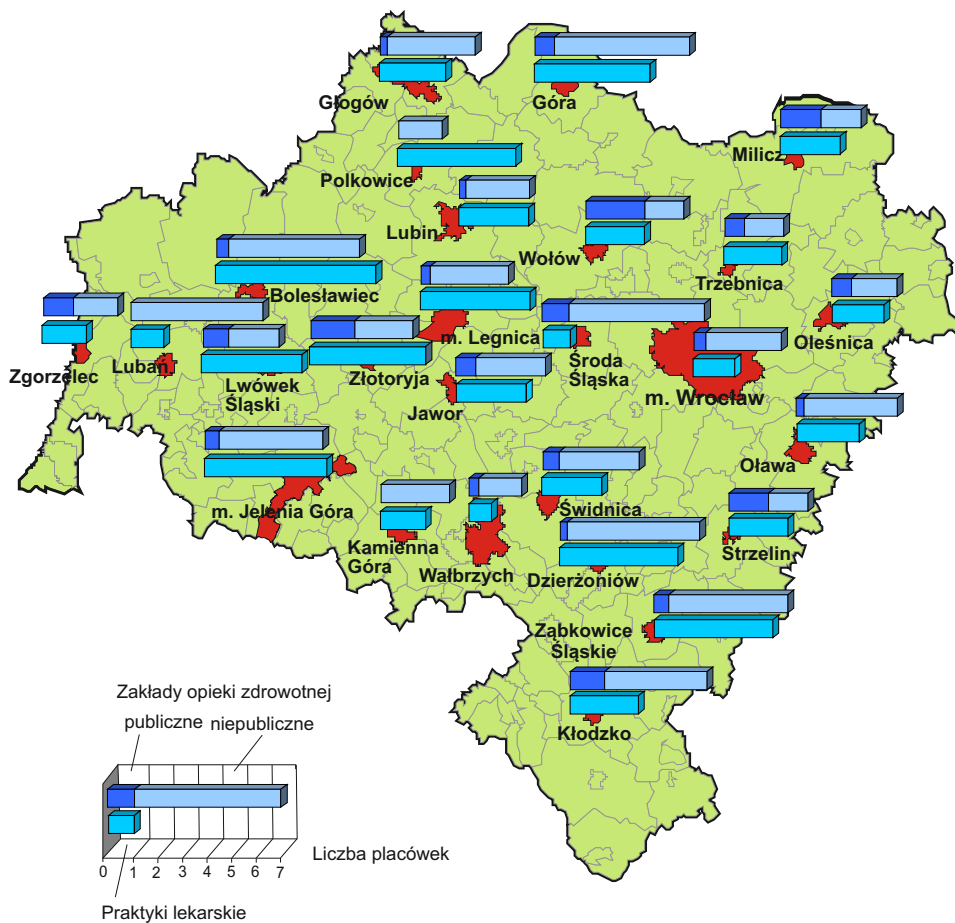 Głogów
Góra
Milicz
Polkowice
Lubin
Wołów
Trzebnica
Bolesławiec
m. Legnica
Oleśnica
Zgorzelec
Lubań
Lwówek
Śląski
Złotoryja
Środa
Śląska
m. Wrocław
Jawor
Oława
m. Jelenia Góra
Świdnica
Kamienna
Góra
Wałbrzych
Dzierżoniów
Strzelin
Ząbkowice
Śląskie
Kłodzko
Zakłady opieki zdrowotnej
publiczne niepubliczne
0 1 2 3 4 5 6 7
Liczba placówek
Praktyki lekarskie